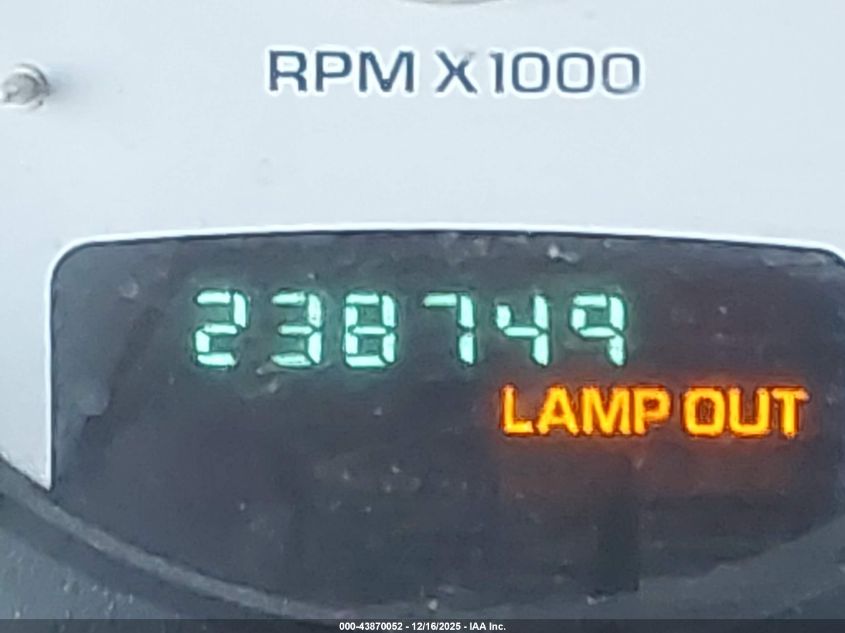 RPM X1000
238749
LAMP OUT
000-43870052 - 12/16/2025 - IAA Inc.